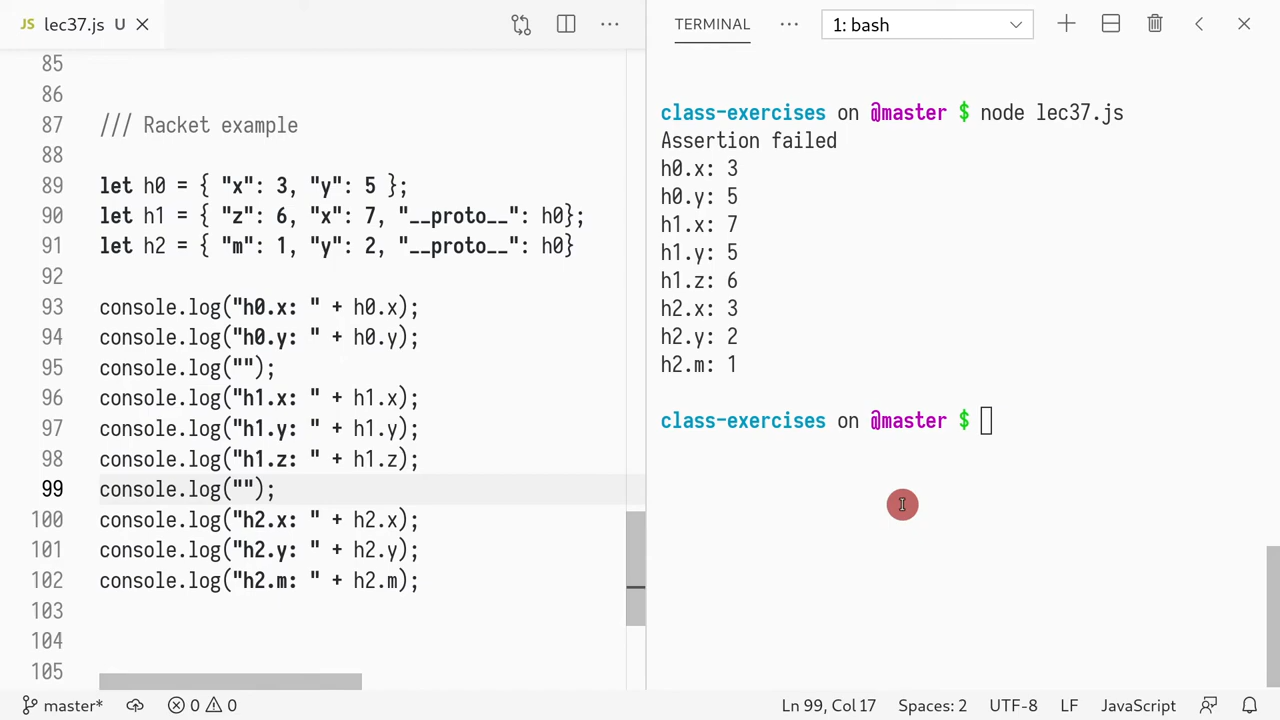 JS lec37.js U
TERMINAL
1: bash
85
86
87 /// Racket example
88
89 let h0 = { "x": 3, "y": 5 };
90 let h1 = { "z": 6, "x": 7, "__proto__": h0};
91 let h2 = { "m": 1, "y": 2, "__proto__": h0}
92
93 console.log("h0.x: " + h0.x);
94 console.log("h0.y: " + h0.y);
95 console.log("");
96 console.log("h1.x: " + h1.x);
97 console.log("h1.y: " + h1.y);
98 console.log("h1.z: " + h1.z);
99 console.log("");
100 console.log("h2.x: " + h2.x);
101 console.log("h2.y: " + h2.y);
102 console.log("h2.m: " + h2.m);
103
104
105
class-exercises on @master $ node lec37.js
Assertion failed
h0.x: 3
h0.y: 5
h1.x: 7
h1.y: 5
h1.z: 6
h2.x: 3
h2.y: 2
h2.m: 1
class-exercises on @master $
master* 0 0 Ln 99, Col 17 Spaces: 2 UTF-8 LF JavaScript